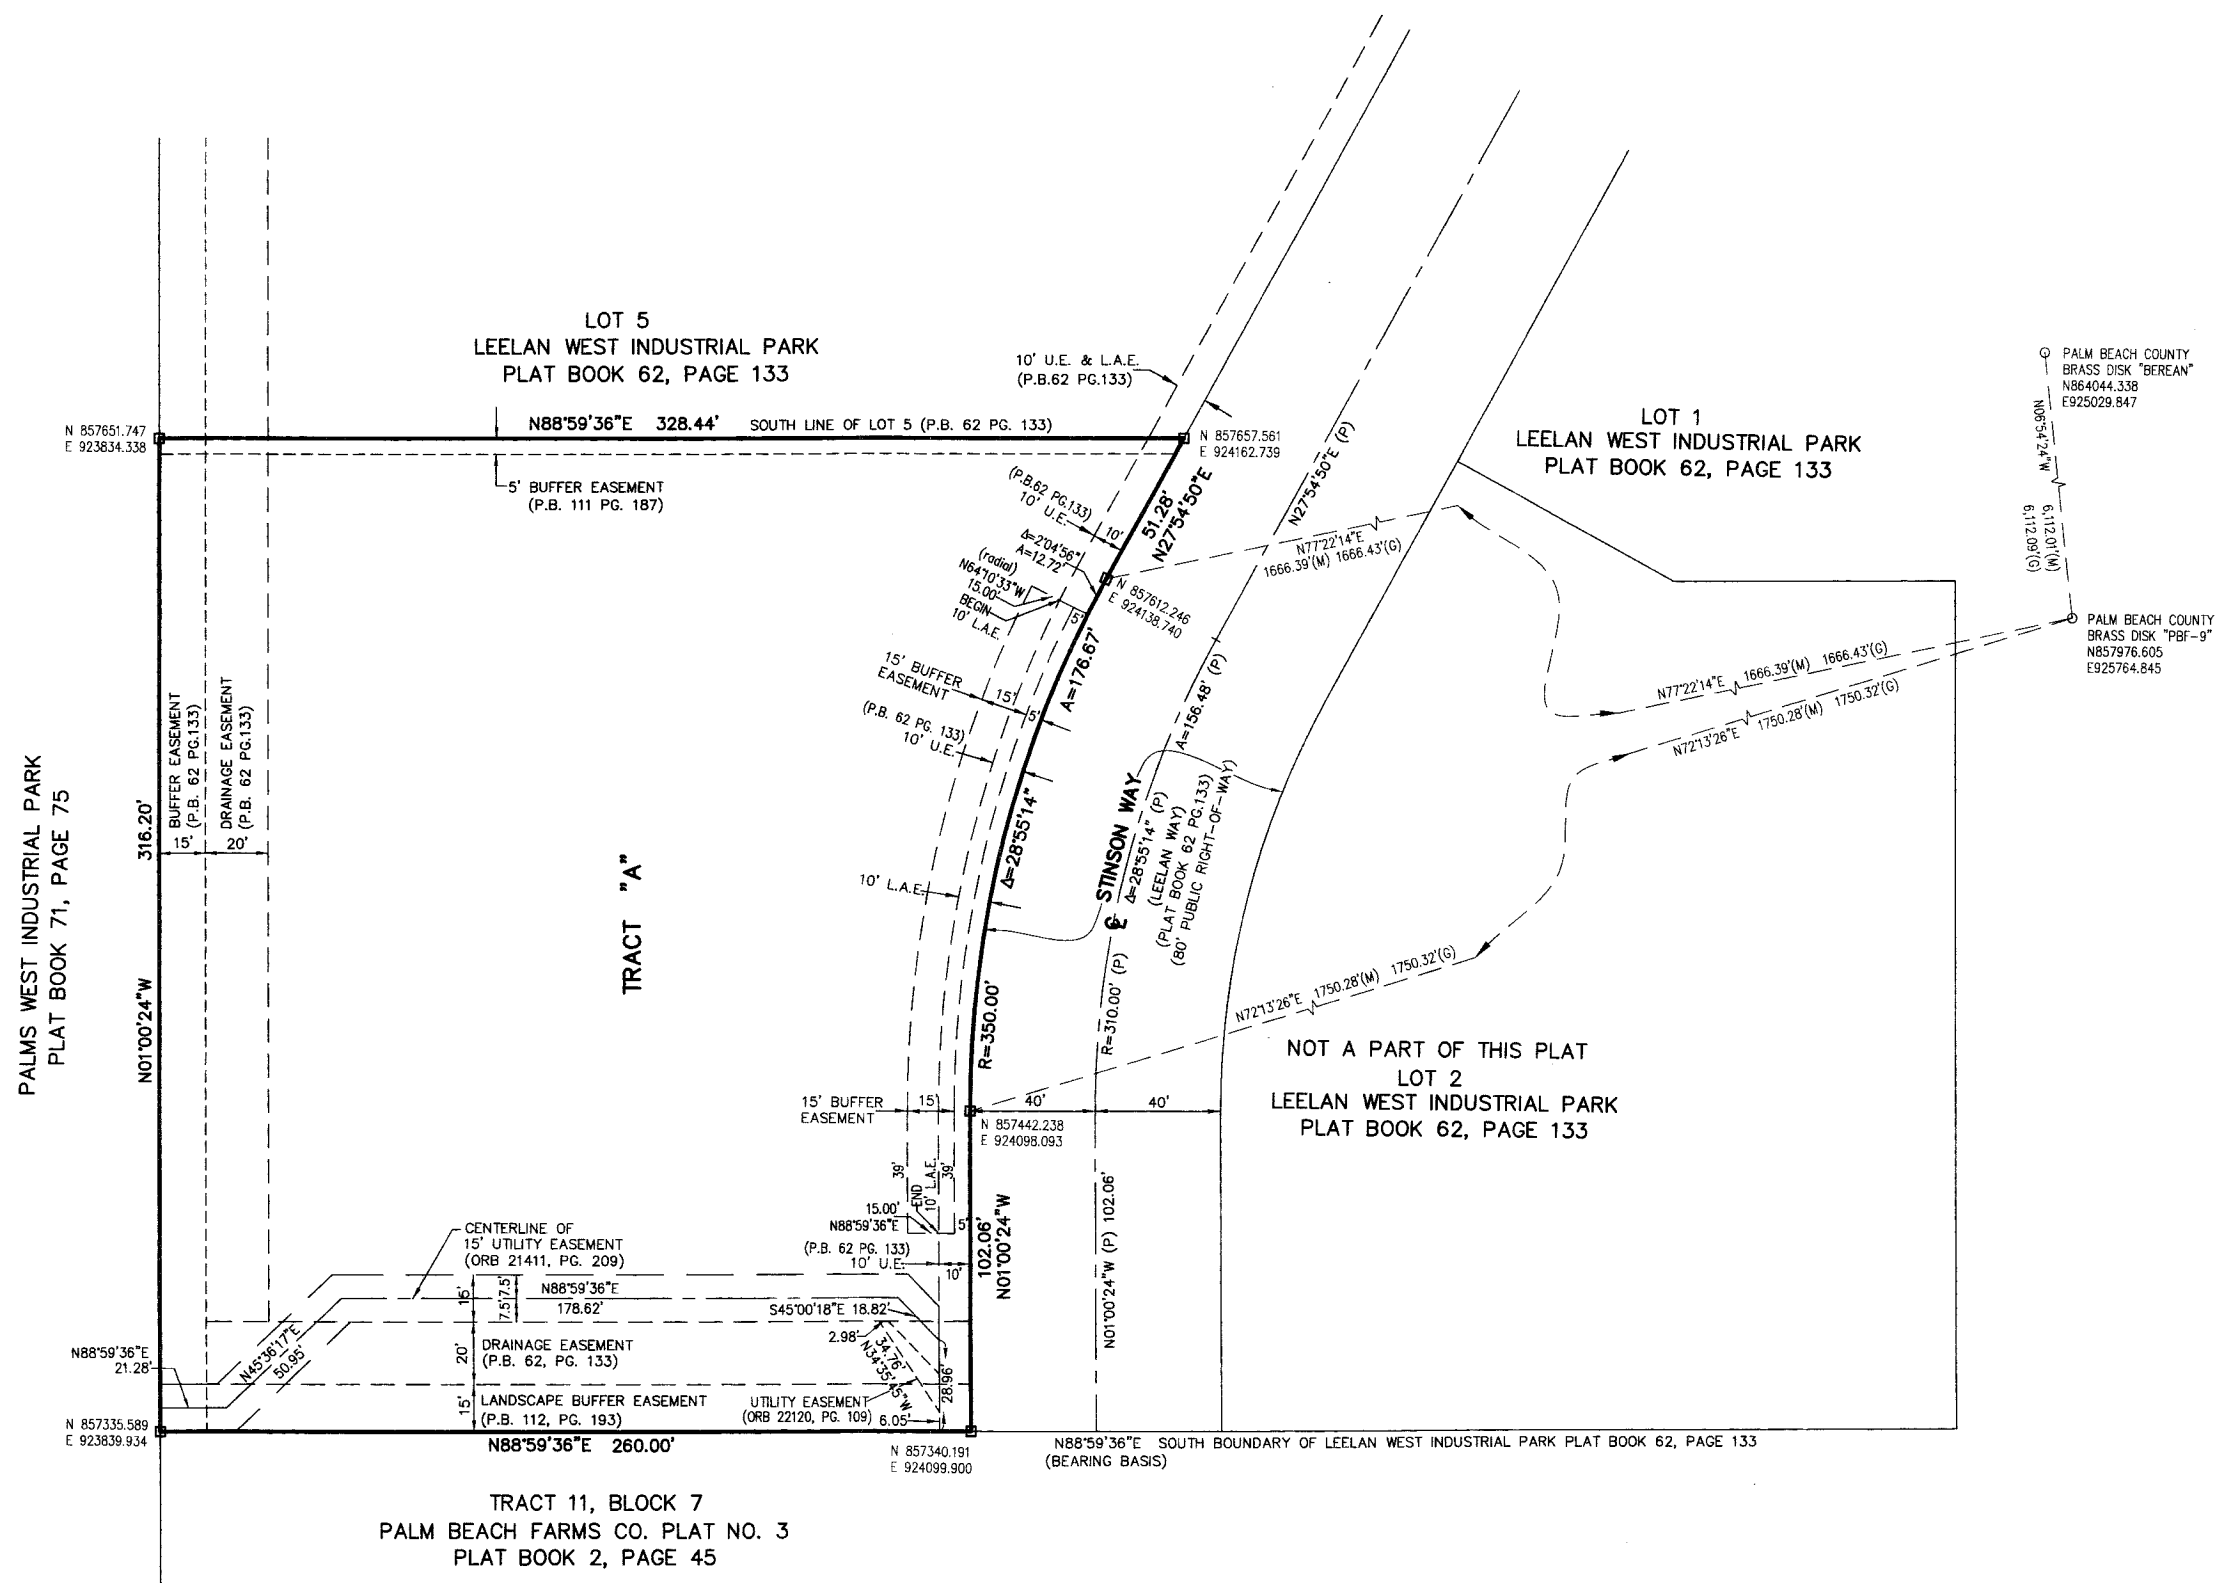 LOT 5
LEELAN WEST INDUSTRIAL PARK
PLAT BOOK 62, PAGE 133
10' U.E. & L.A.E.
(P.B.62 PG.133)
N 857651.747
E 923834.338
N88°59'36"E 328.44' SOUTH LINE OF LOT 5 (P.B. 62 PG. 133)
N 857657.561
E 924162.739
5' BUFFER EASEMENT
(P.B. 111 PG. 187)
LOT 1
LEELAN WEST INDUSTRIAL PARK
PLAT BOOK 62, PAGE 133
PALM BEACH COUNTY
BRASS DISK "BEREAN"
N864044.338
E925029.847
N06°54'24"W
6,112.01'(M)
6,112.09'(G)
PALM BEACH COUNTY
BRASS DISK "PBF-9"
N857976.605
E925764.845
(P.B.62 PG.133)
10' U.E.
10'
51.28'
N27°54'50"E
N27°54'50"E (P)
Δ=2°04'56"
A=12.72'
(radial)
N64°10'33"W
15.00'
BEGIN
10' L.A.E.
5'
N 857612.246
E 924138.740
N77°22'14"E
1666.39'(M) 1666.43'(G)
N77°22'14"E 1666.39'(M) 1666.43'(G)
N72°13'26"E 1750.28'(M) 1750.32'(G)
15' BUFFER
EASEMENT
15'
5'
(P.B. 62 PG. 133)
10' U.E.
A=176.67'
A=156.48' (P)
Δ=28°55'14"
10' L.A.E.
R=350.00'
STINSON WAY
Δ=28°55'14" (P)
(LEELAN WAY)
(PLAT BOOK 62 PG.133)
(80' PUBLIC RIGHT-OF-WAY)
R=310.00' (P)
N72°13'26"E 1750.28'(M) 1750.32'(G)
PALMS WEST INDUSTRIAL PARK
PLAT BOOK 71, PAGE 75
316.20'
N01°00'24"W
BUFFER EASEMENT
(P.B. 62 PG.133)
15'
DRAINAGE EASEMENT
(P.B. 62 PG.133)
20'
TRACT "A"
NOT A PART OF THIS PLAT
LOT 2
LEELAN WEST INDUSTRIAL PARK
PLAT BOOK 62, PAGE 133
15' BUFFER
EASEMENT
15'
40'
40'
N 857442.238
E 924098.093
39'
END
10' L.A.E.
39'
15.00'
N88°59'36"E
5'
(P.B. 62 PG. 133)
10' U.E.
10'
102.06'
N01°00'24"W
N01°00'24"W (P) 102.06'
CENTERLINE OF
15' UTILITY EASEMENT
(ORB 21411, PG. 209)
15'
7.5' 7.5'
N88°59'36"E
178.62'
S45°00'18"E 18.82'
2.98'
34.76'
N34°35'45"W
28.96'
N45°36'17"E
50.95'
N88°59'36"E
21.28'
20'
DRAINAGE EASEMENT
(P.B. 62, PG. 133)
15'
LANDSCAPE BUFFER EASEMENT
(P.B. 112, PG. 193)
UTILITY EASEMENT
(ORB 22120, PG. 109)
6.05'
N 857335.589
E 923839.934
N88°59'36"E 260.00'
N 857340.191
E 924099.900
N88°59'36"E SOUTH BOUNDARY OF LEELAN WEST INDUSTRIAL PARK PLAT BOOK 62, PAGE 133
(BEARING BASIS)
TRACT 11, BLOCK 7
PALM BEACH FARMS CO. PLAT NO. 3
PLAT BOOK 2, PAGE 45